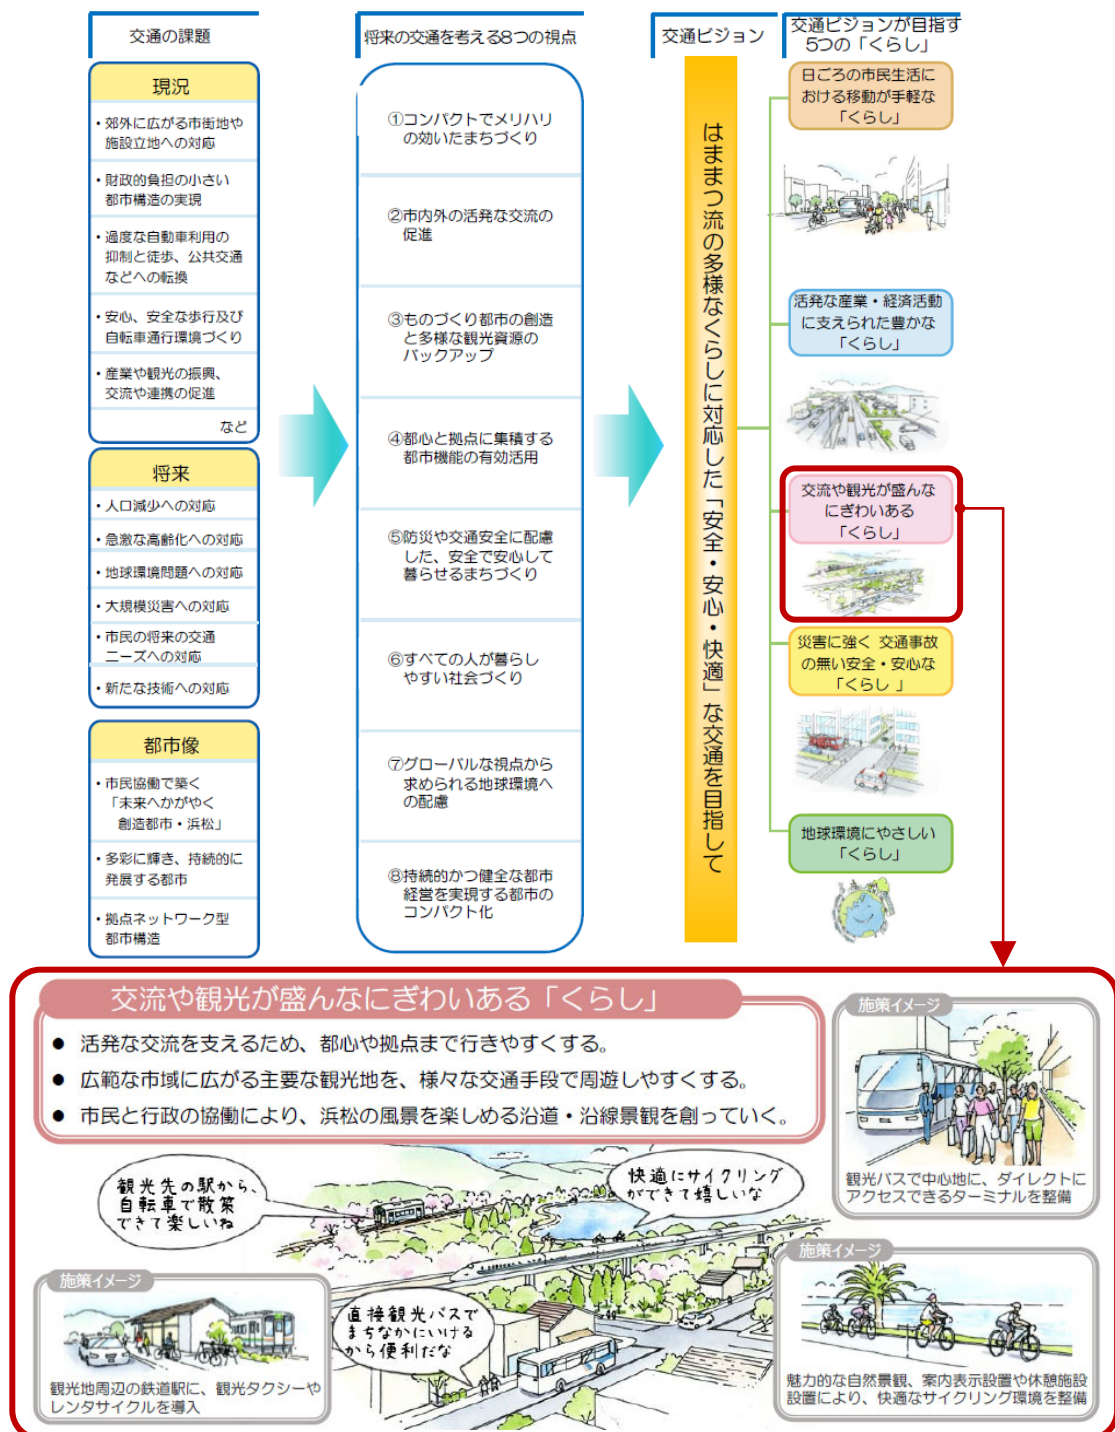 交通の課題
将来の交通を考える8つの視点
交通ビジョン
交通ビジョンが目指す
5つの「くらし」
現況
・郊外に広がる市街地や
施設立地への対応
・財政的負担の小さい
都市構造の実現
・過度な自動車利用の
抑制と徒歩、公共交通
などへの転換
・安心、安全な歩行及び
自転車通行環境づくり
・産業や観光の振興、
交流や連携の促進
など
将来
・人口減少への対応
・急激な高齢化への対応
・地球環境問題への対応
・大規模災害への対応
・市民の将来の交通
ニーズへの対応
・新たな技術への対応
都市像
・市民協働で築く
「未来へかがやく
創造都市・浜松」
・多彩に輝き、持続的に
発展する都市
・拠点ネットワーク型
都市構造
①コンパクトでメリハリ
の効いたまちづくり
②市内外の活発な交流の
促進
③ものづくり都市の創造
と多様な観光資源の
バックアップ
④都心と拠点に集積する
都市機能の有効活用
⑤防災や交通安全に配慮
した、安全で安心して
暮らせるまちづくり
⑥すべての人が暮らし
やすい社会づくり
⑦グローバルな視点から
求められる地球環境へ
の配慮
⑧持続的かつ健全な都市
経営を実現する都市の
コンパクト化
はままつ流の多様なくらしに対応した「安全・安心・快適」な交通を目指して
日ごろの市民生活に
おける移動が手軽な
「くらし」
活発な産業・経済活動
に支えられた豊かな
「くらし」
交流や観光が盛んな
にぎわいある
「くらし」
災害に強く 交通事故
の無い安全・安心な
「くらし 」
地球環境にやさしい
「くらし」
交流や観光が盛んなにぎわいある「くらし」
● 活発な交流を支えるため、都心や拠点まで行きやすくする。
● 広範な市域に広がる主要な観光地を、様々な交通手段で周遊しやすくする。
● 市民と行政の協働により、浜松の風景を楽しめる沿道・沿線景観を創っていく。
施策イメージ
観光バスで中心地に、ダイレクトに
アクセスできるターミナルを整備
観光先の駅から、
自転車で散策
できて楽しいね
快適にサイクリング
ができて嬉しいな
施策イメージ
観光地周辺の鉄道駅に、観光タクシーや
レンタサイクルを導入
直接観光バスで
まちなかにいける
から便利だな
施策イメージ
魅力的な自然景観、案内表示設置や休憩施設
設置により、快適なサイクリング環境を整備